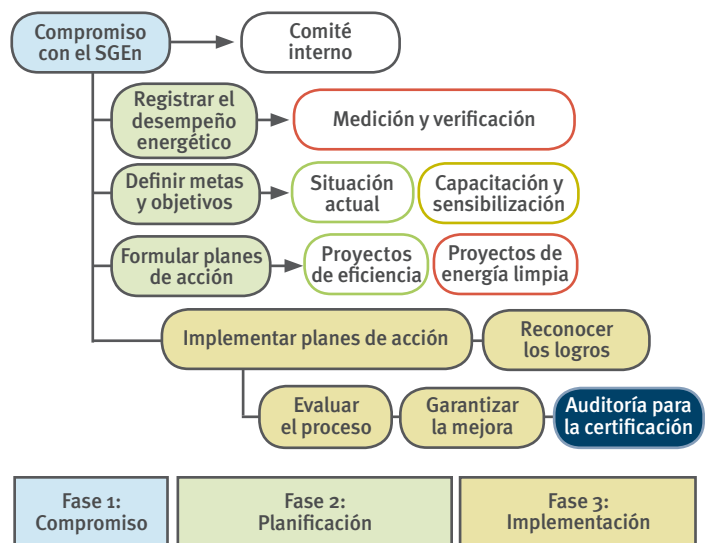 Compromiso
con el SGEn
Comité
interno
Registrar el
desempeño
energético
Medición y verificación
Definir metas
y objetivos
Situación
actual
Capacitación y
sensibilización
Formular planes
de acción
Proyectos
de eficiencia
Proyectos de
energía limpia
Implementar planes de acción
Reconocer
los logros
Evaluar
el proceso
Garantizar
la mejora
Auditoría para
la certificación
Fase 1:
Compromiso
Fase 2:
Planificación
Fase 3:
Implementación